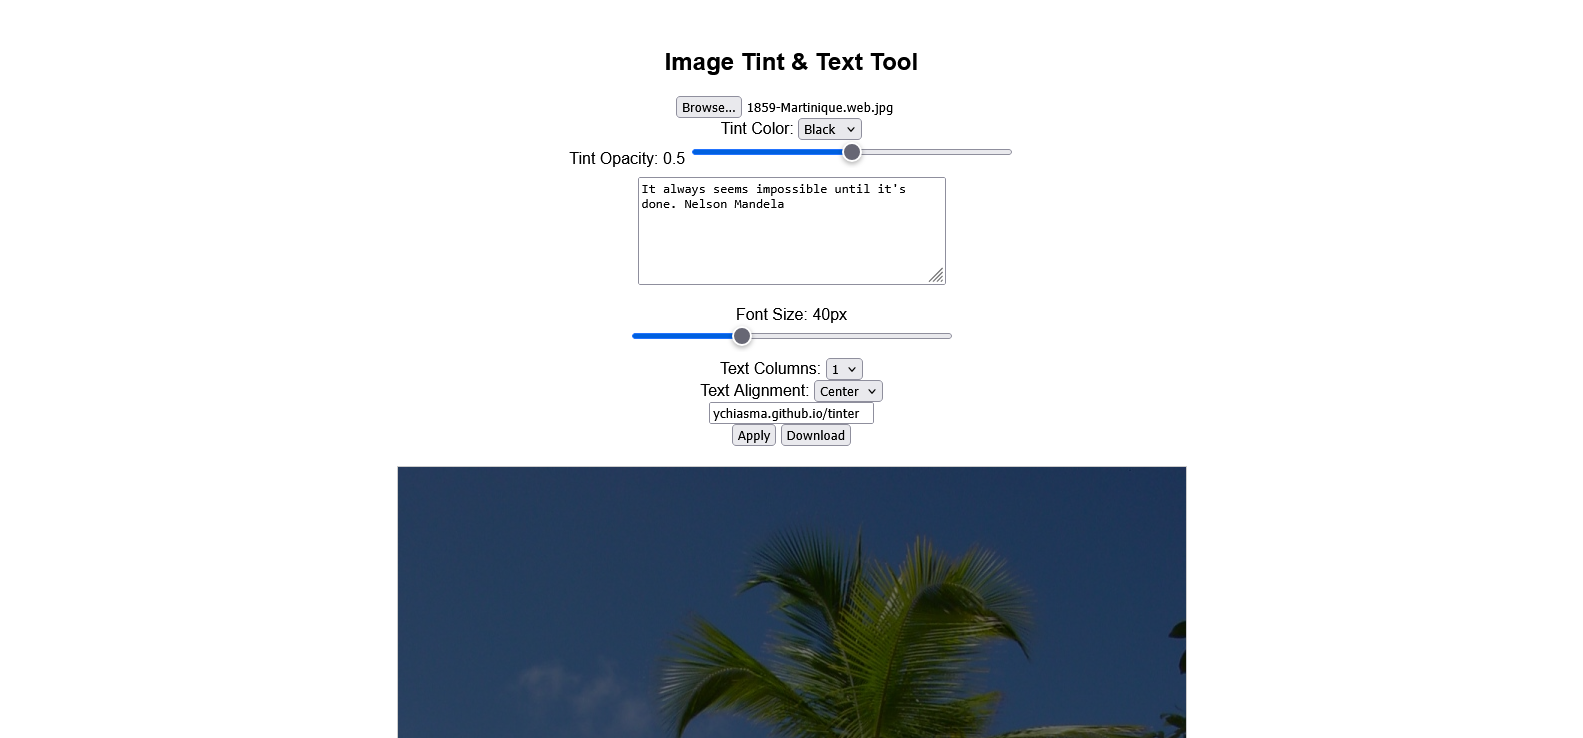 Image Tint & Text Tool
Browse... 1859-Martinique.web.jpg
Tint Color: Black
Tint Opacity: 0.5
It always seems impossible until it's
done. Nelson Mandela
Font Size: 40px
Text Columns: 1
Text Alignment: Center
ychiasma.github.io/tinter
Apply Download